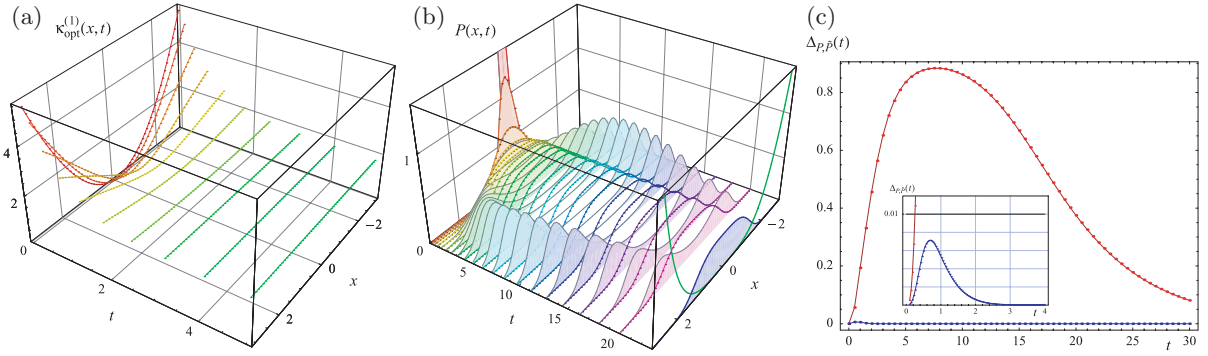 (a)
κ_opt^(1)(x, t)
4
2
0
2
4
t
−2
0
2
x
(b)
P(x, t)
1
0
5
10
15
20
t
−2
0
2
x
(c)
Δ_{P,P̃}(t)
0.8
0.6
0.4
0.2
0
0 5 10 15 20 25 30
t
Δ_{P,P̃}(t)
0.01
0 1 2 3 4
t